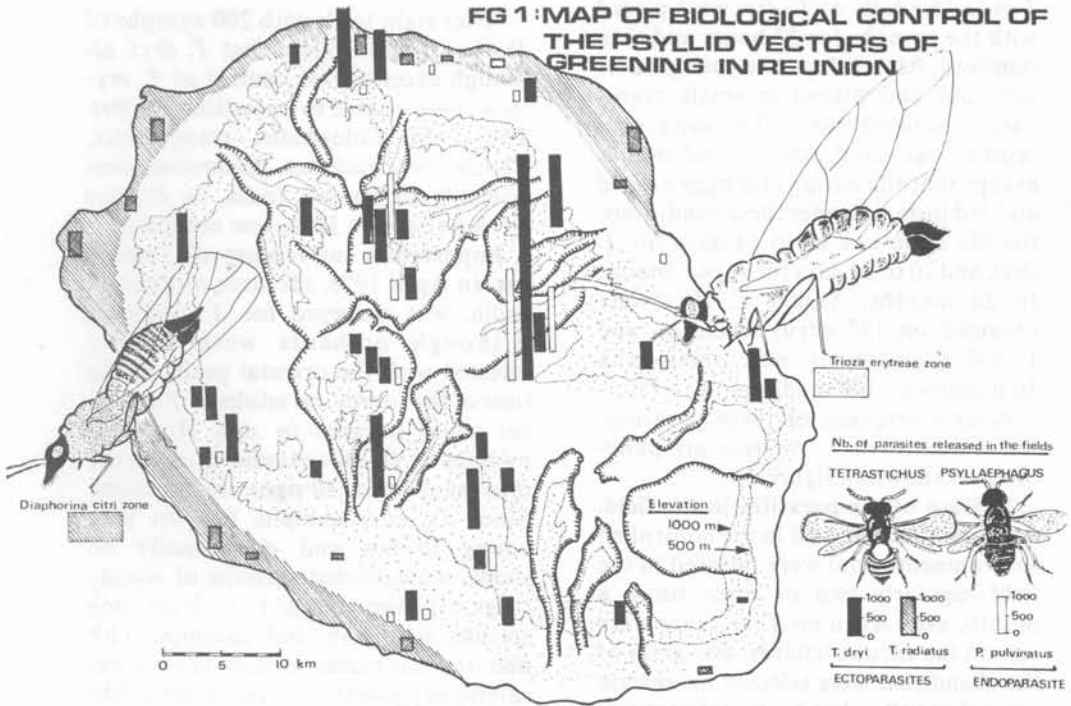 FG 1: MAP OF BIOLOGICAL CONTROL OF
THE PSYLLID VECTORS OF
GREENING IN REUNION
Trioza erytreae zone
Nb. of parasites released in the fields
TETRASTICHUS PSYLLAEPHAGUS
Diaphorina citri zone
Elevation
1000 m
500 m
1000 1000 1000
500 500 500
0 0 0
T. dryi T. radiatus P. pulvinatus
ECTOPARASITES ENDOPARASITE
0 5 10 km